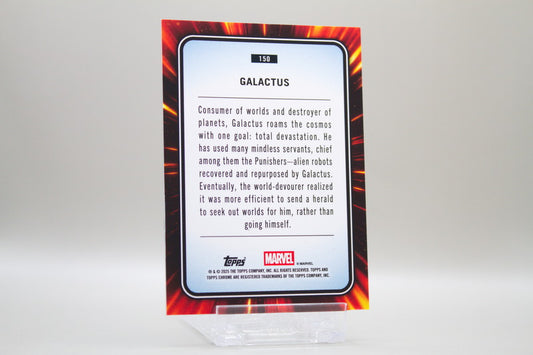 150
GALACTUS
Consumer of worlds and destroyer of
planets, Galactus roams the cosmos
with one goal: total devastation. He
has used many mindless servants, chief
among them the Punishers—alien robots
recovered and repurposed by Galactus.
Eventually, the world-devourer realized
it was more efficient to send a herald
to seek out worlds for him, rather than
going himself.
Topps MARVEL © MARVEL
® & © 2025 THE TOPPS COMPANY, INC. ALL RIGHTS RESERVED. TOPPS AND
TOPPS CHROME ARE REGISTERED TRADEMARKS OF THE TOPPS COMPANY, INC.